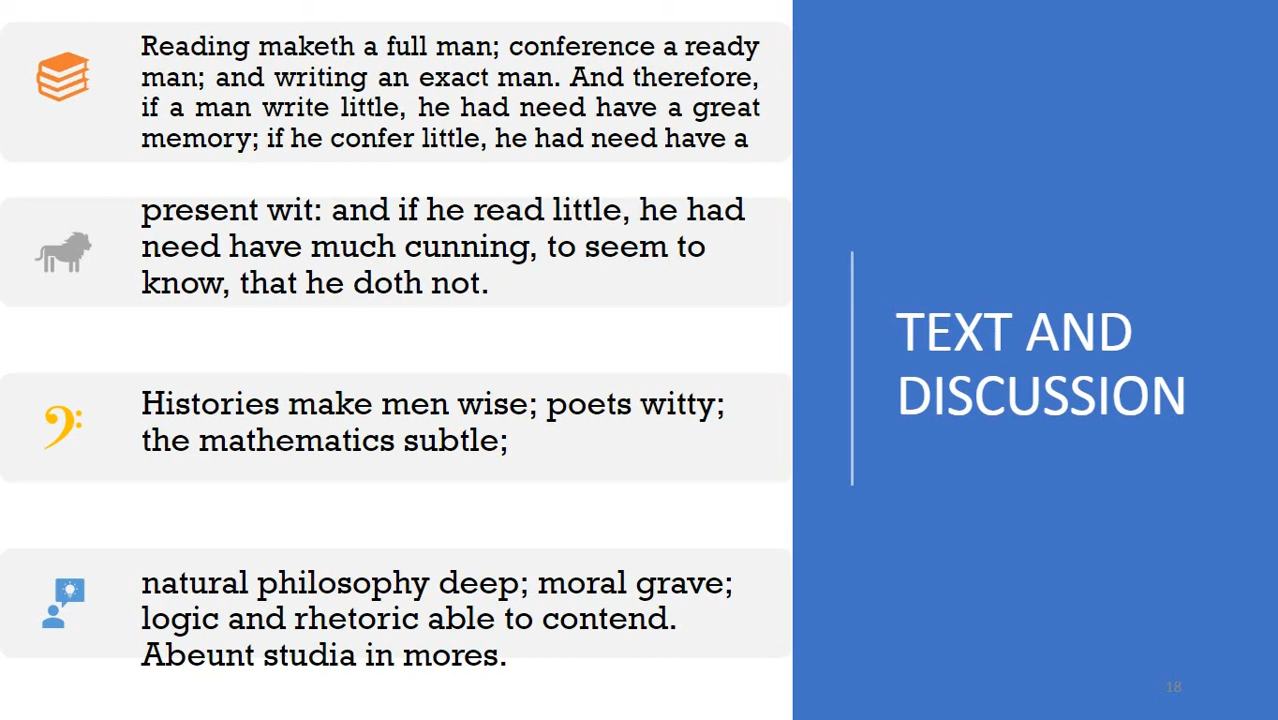 Reading maketh a full man; conference a ready
man; and writing an exact man. And therefore,
if a man write little, he had need have a great
memory; if he confer little, he had need have a
present wit: and if he read little, he had
need have much cunning, to seem to
know, that he doth not.
Histories make men wise; poets witty;
the mathematics subtle;
natural philosophy deep; moral grave;
logic and rhetoric able to contend.
Abeunt studia in mores.
TEXT AND
DISCUSSION
18